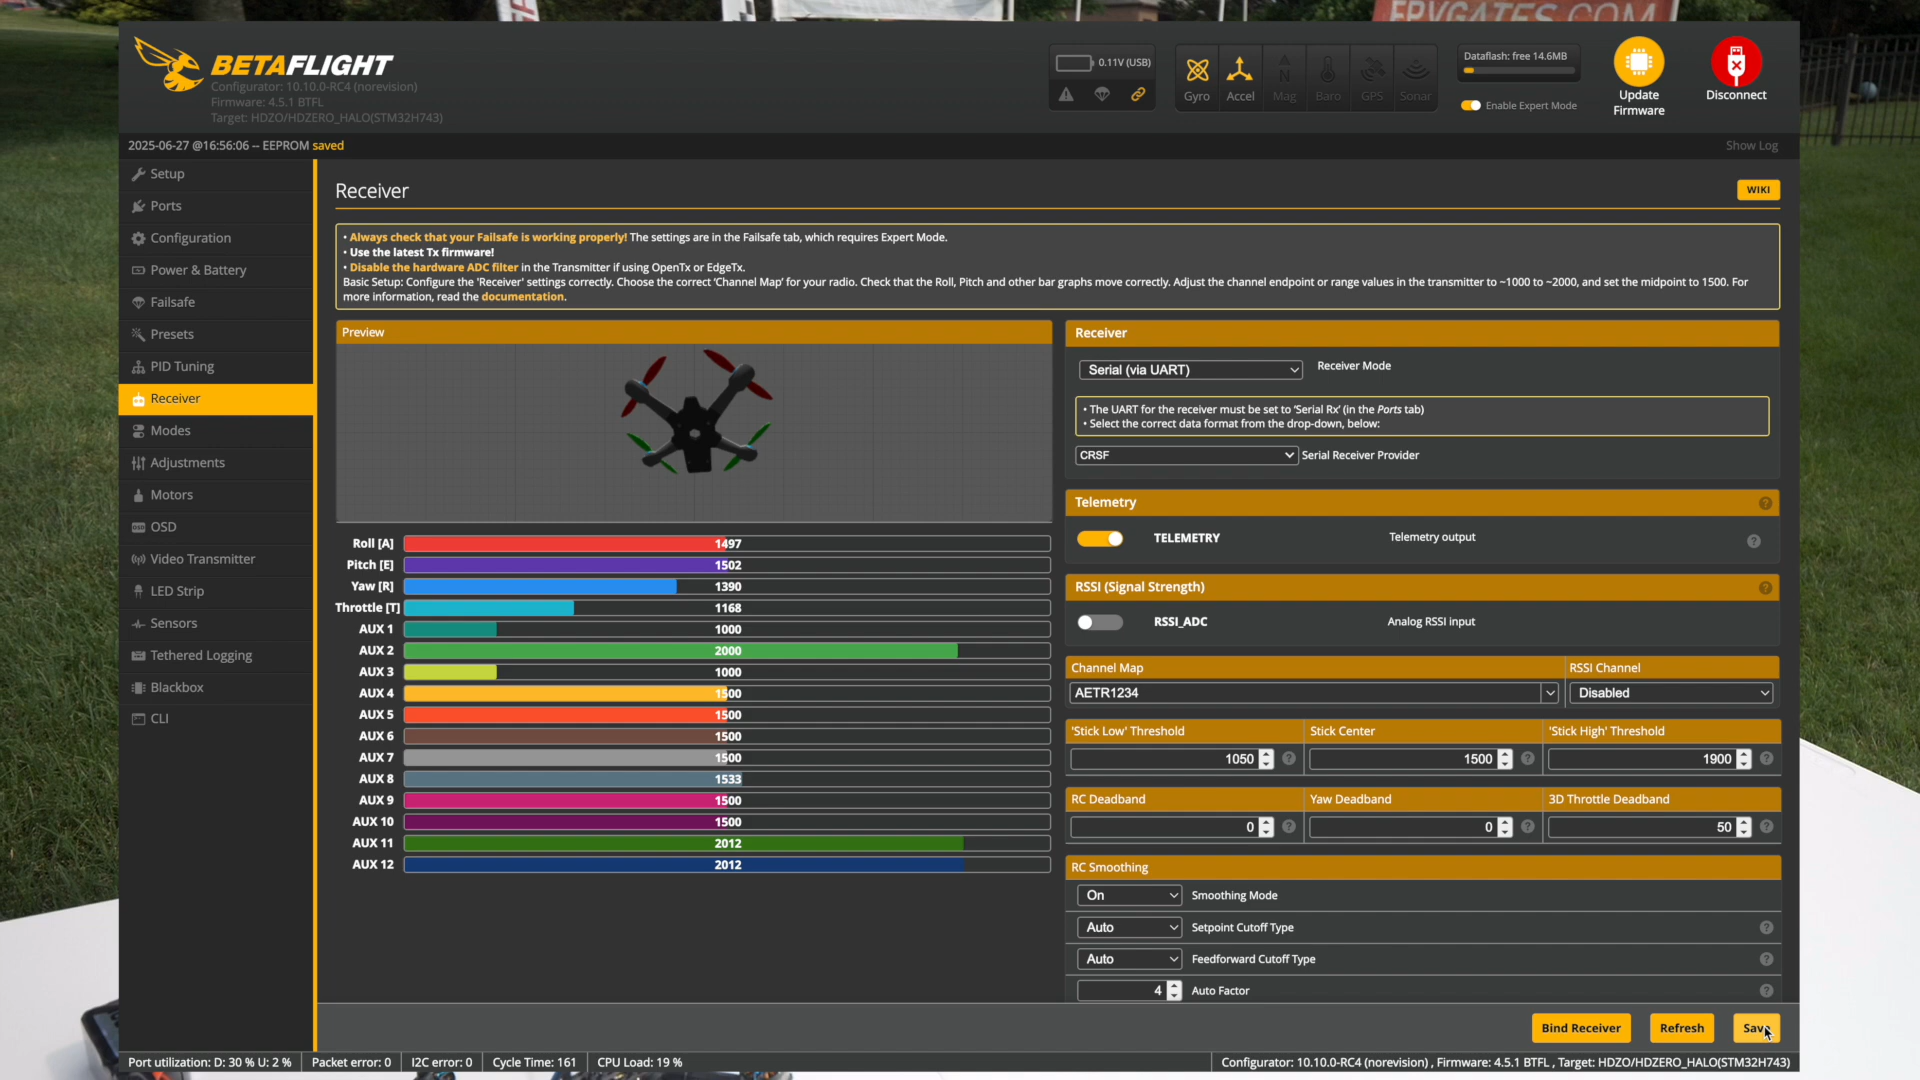 FPVGATES.COM
BETAFLIGHT
Configurator: 10.10.0-RC4 (norevision)
Firmware: 4.5.1 BTFL
Target: HDZO/HDZERO_HALO(STM32H743)
0.11V (USB)
Gyro
Accel
Mag
Baro
GPS
Sonar
Dataflash: free 14.6MB
Enable Expert Mode
Update
Firmware
Disconnect
2025-06-27 @16:56:06 -- EEPROM saved
Show Log
Setup
Ports
Configuration
Power & Battery
Failsafe
Presets
PID Tuning
Receiver
Modes
Adjustments
Motors
OSD
Video Transmitter
LED Strip
Sensors
Tethered Logging
Blackbox
CLI
Receiver
WIKI
• Always check that your Failsafe is working properly! The settings are in the Failsafe tab, which requires Expert Mode.
• Use the latest Tx firmware!
• Disable the hardware ADC filter in the Transmitter if using OpenTx or EdgeTx.
Basic Setup: Configure the 'Receiver' settings correctly. Choose the correct 'Channel Map' for your radio. Check that the Roll, Pitch and other bar graphs move correctly. Adjust the channel endpoint or range values in the transmitter to ~1000 to ~2000, and set the midpoint to 1500. For
more information, read the documentation.
Preview
Roll [A] 1497
Pitch [E] 1502
Yaw [R] 1390
Throttle [T] 1168
AUX 1 1000
AUX 2 2000
AUX 3 1000
AUX 4 1500
AUX 5 1500
AUX 6 1500
AUX 7 1500
AUX 8 1533
AUX 9 1500
AUX 10 1500
AUX 11 2012
AUX 12 2012
Receiver
Serial (via UART) Receiver Mode
• The UART for the receiver must be set to 'Serial Rx' (in the Ports tab)
• Select the correct data format from the drop-down, below:
CRSF Serial Receiver Provider
Telemetry
TELEMETRY Telemetry output
RSSI (Signal Strength)
RSSI_ADC Analog RSSI input
Channel Map RSSI Channel
AETR1234 Disabled
'Stick Low' Threshold Stick Center 'Stick High' Threshold
1050 1500 1900
RC Deadband Yaw Deadband 3D Throttle Deadband
0 0 50
RC Smoothing
On Smoothing Mode
Auto Setpoint Cutoff Type
Auto Feedforward Cutoff Type
4 Auto Factor
Bind Receiver Refresh Save
Port utilization: D: 30 % U: 2 % Packet error: 0 I2C error: 0 Cycle Time: 161 CPU Load: 19 % Configurator: 10.10.0-RC4 (norevision) , Firmware: 4.5.1 BTFL , Target: HDZO/HDZERO_HALO(STM32H743)